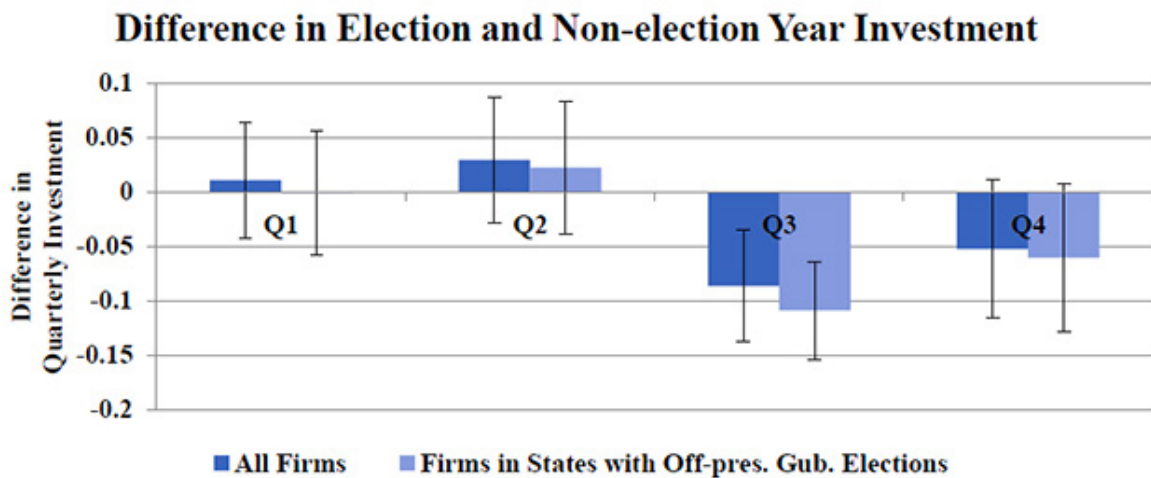 Difference in Election and Non-election Year Investment
Difference in
Quarterly Investment
0.1
0.05
0
-0.05
-0.1
-0.15
-0.2
Q1
Q2
Q3
Q4
All Firms
Firms in States with Off-pres. Gub. Elections